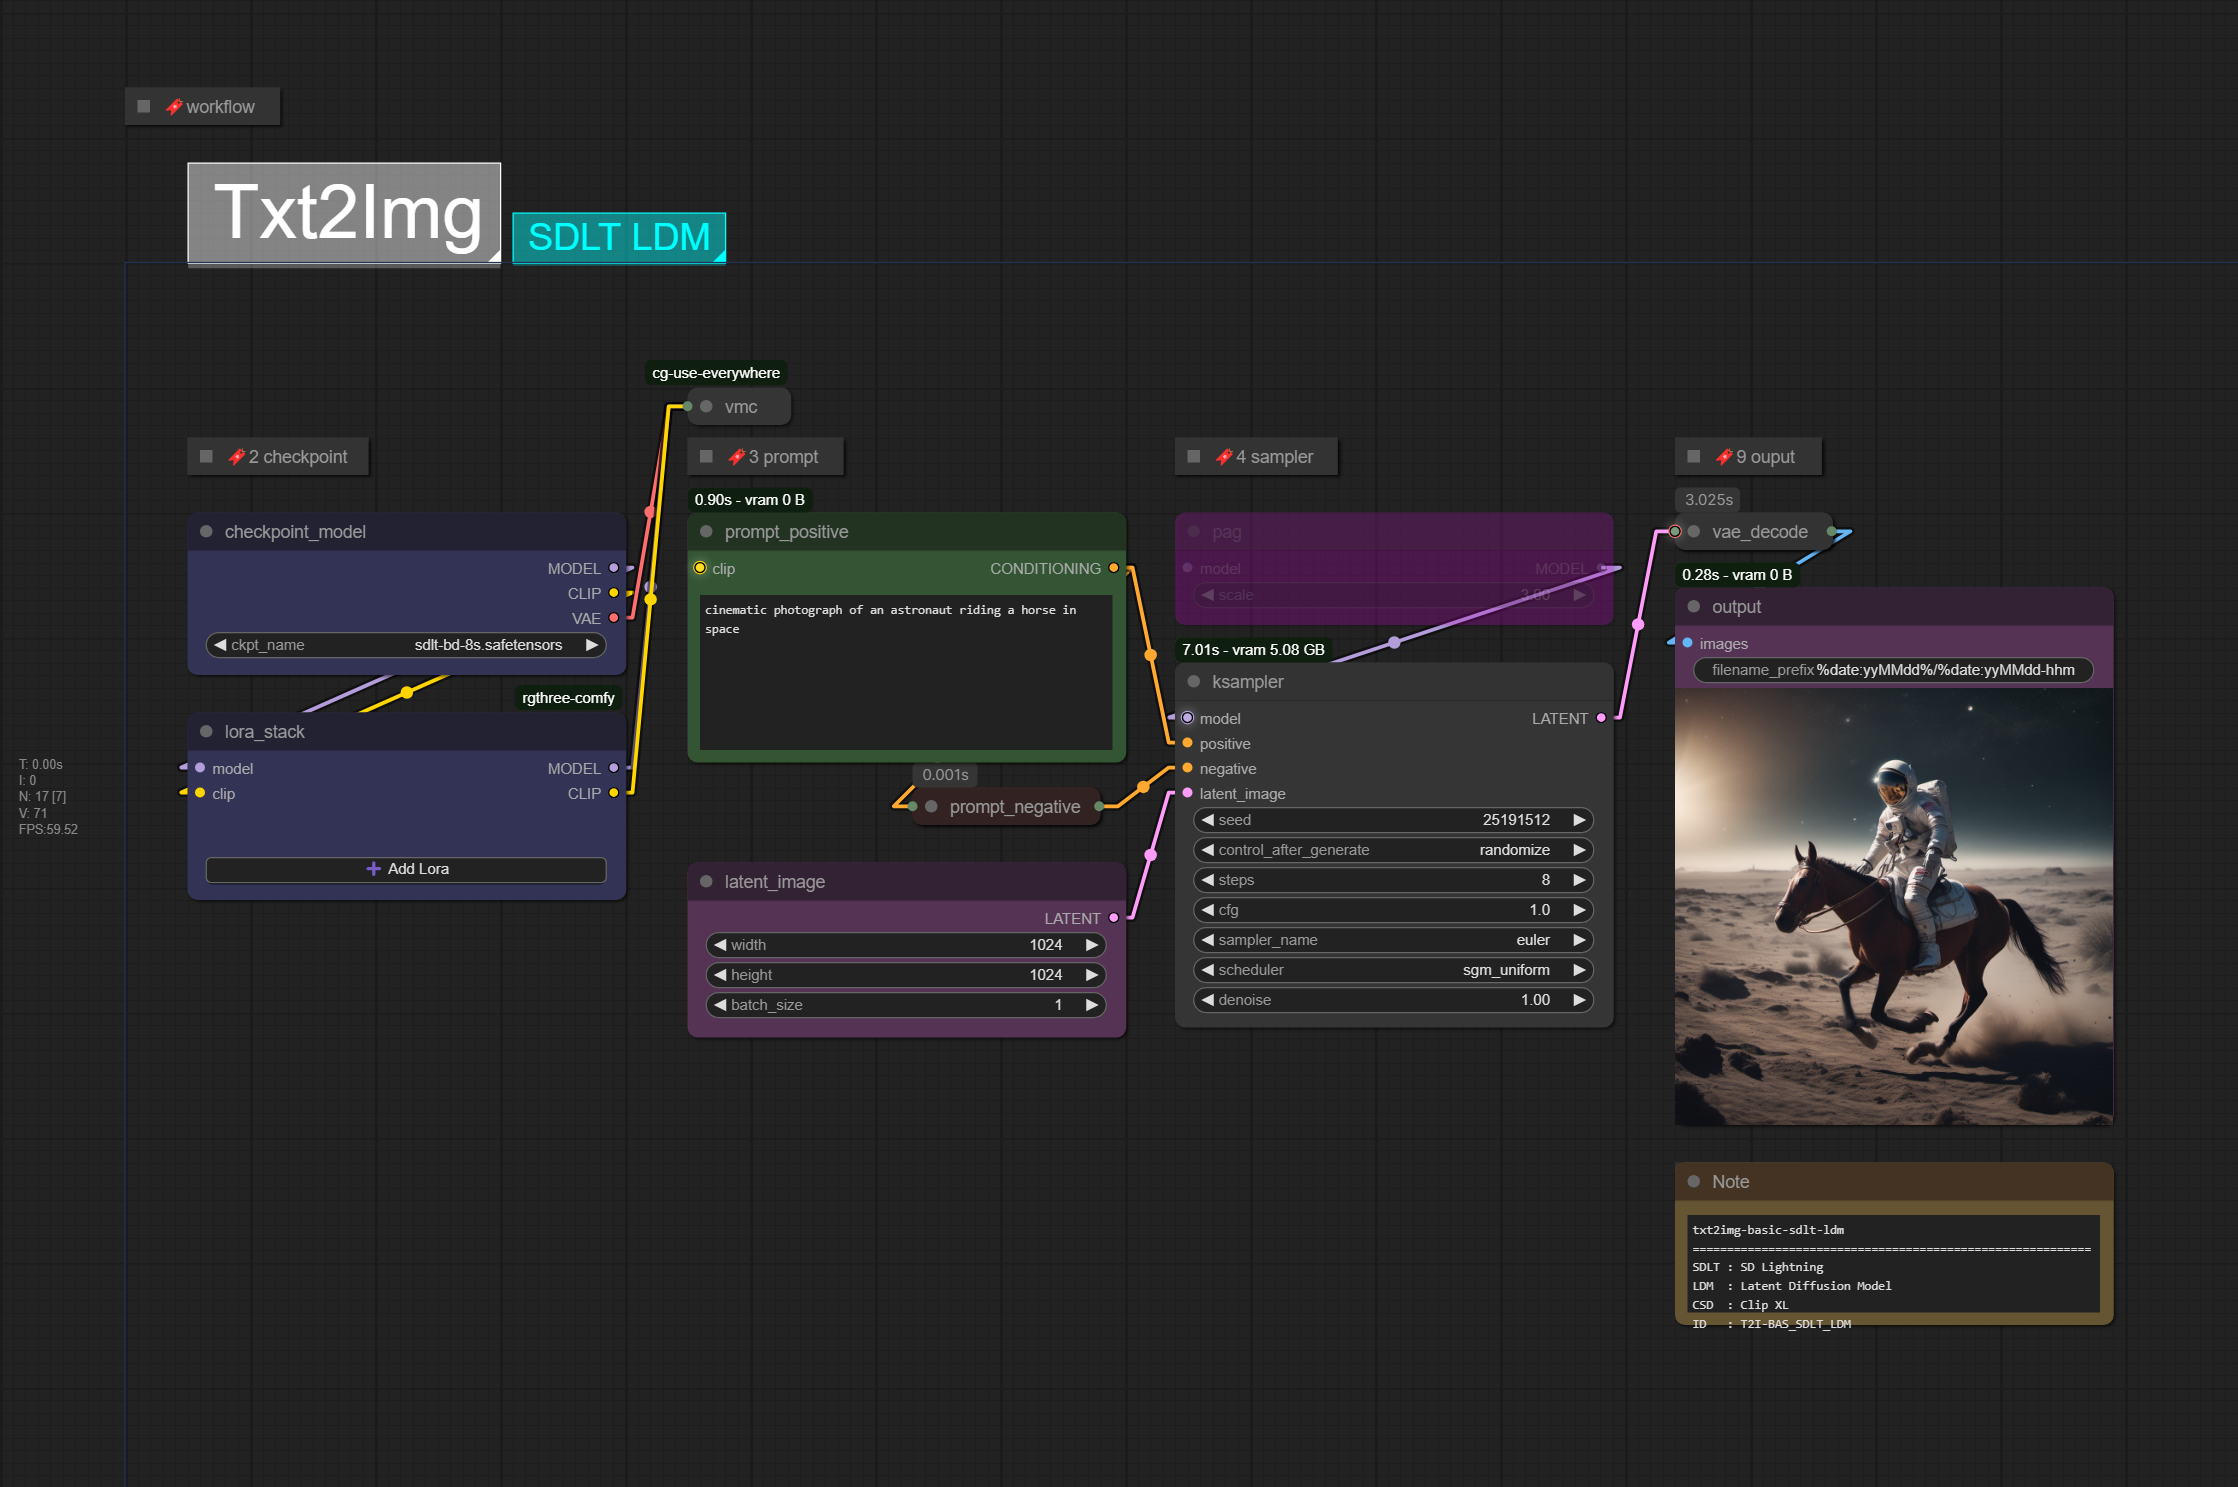 workflow
Txt2Img
SDLT LDM
cg-use-everywhere
vmc
2 checkpoint
checkpoint_model
MODEL
CLIP
VAE
ckpt_name sdlt-bd-8s.safetensors
rgthree-comfy
lora_stack
model MODEL
clip CLIP
Add Lora
T: 0.00s
I: 0
N: 17 [7]
V: 71
FPS:59.52
3 prompt
0.90s - vram 0 B
prompt_positive
clip CONDITIONING
cinematic photograph of an astronaut riding a horse in
space
0.001s
prompt_negative
latent_image
LATENT
width 1024
height 1024
batch_size 1
4 sampler
pag
model MODEL
scale 3.00
7.01s - vram 5.08 GB
ksampler
model LATENT
positive
negative
latent_image
seed 25191512
control_after_generate randomize
steps 8
cfg 1.0
sampler_name euler
scheduler sgm_uniform
denoise 1.00
9 ouput
3.025s
vae_decode
0.28s - vram 0 B
output
images
filename_prefix %date:yyMMdd%/%date:yyMMdd-hhm
Note
txt2img-basic-sdlt-ldm
==========================================================
SDLT : SD Lightning
LDM : Latent Diffusion Model
CSD : Clip XL
ID : T2I-BAS_SDLT_LDM